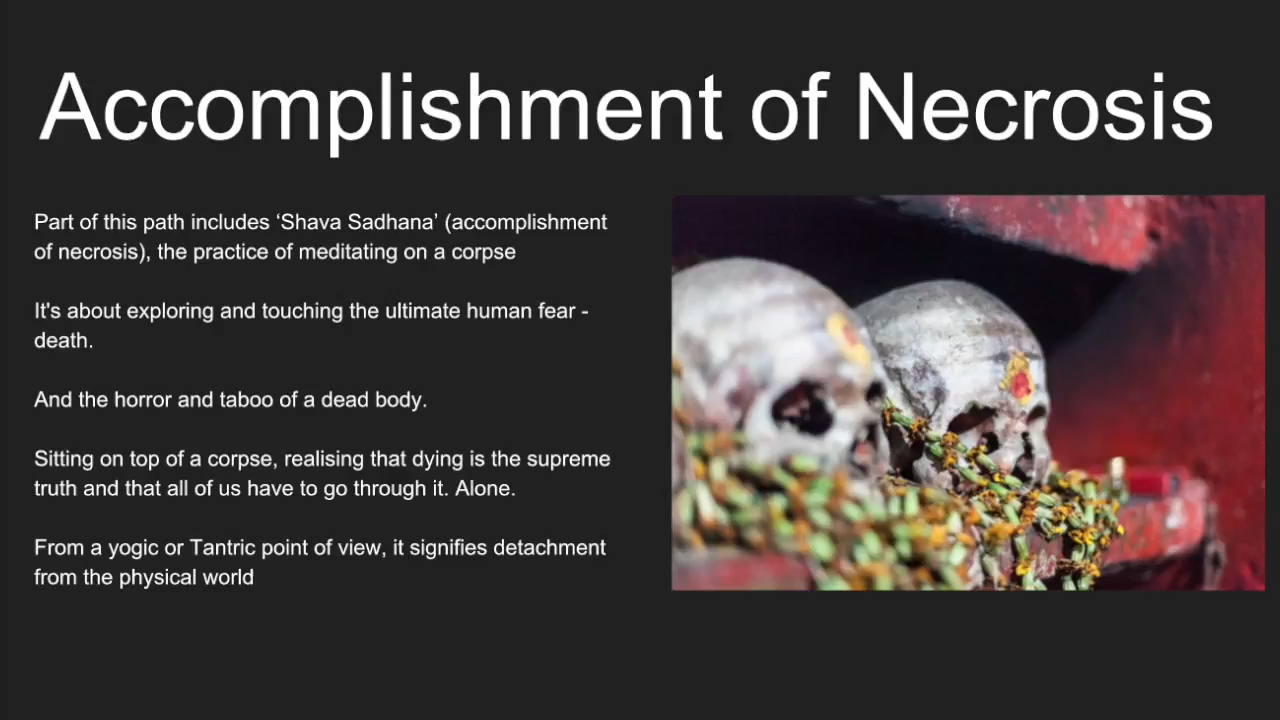 Accomplishment of Necrosis
Part of this path includes ‘Shava Sadhana’ (accomplishment
of necrosis), the practice of meditating on a corpse
It's about exploring and touching the ultimate human fear -
death.
And the horror and taboo of a dead body.
Sitting on top of a corpse, realising that dying is the supreme
truth and that all of us have to go through it. Alone.
From a yogic or Tantric point of view, it signifies detachment
from the physical world